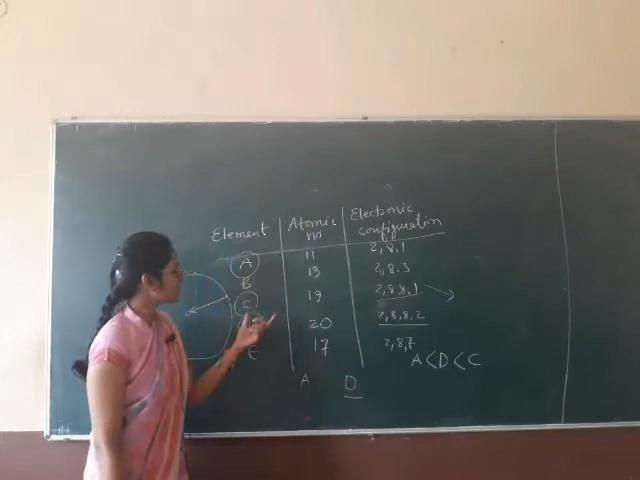 Element Atomic no Electronic configuration
A 11 2,8,1
B 13 2,8,3
C 19 2,8,8,1
20 2,8,8,2
E 17 2,8,7
A<D<C
A D